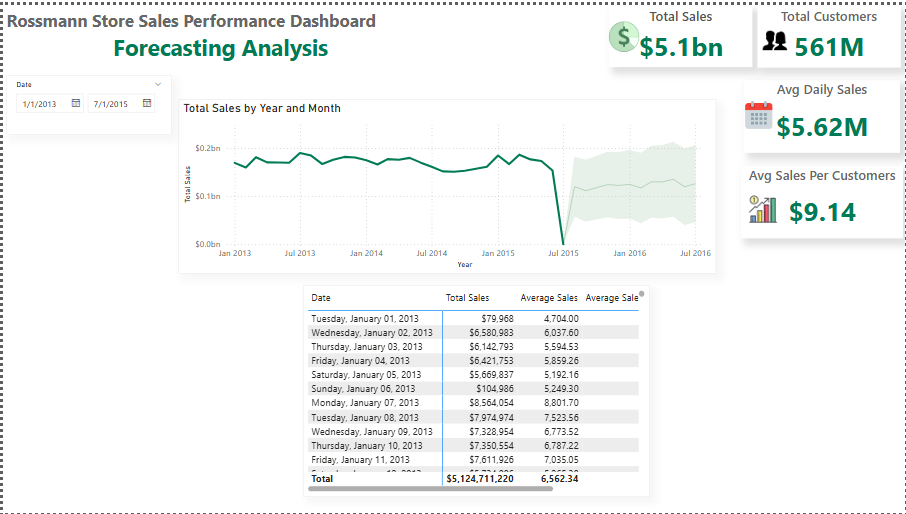 Rossmann Store Sales Performance Dashboard
Forecasting Analysis
Total Sales
$
$5.1bn
Total Customers
561M
Date
1/1/2013 7/1/2015
Avg Daily Sales
$5.62M
Avg Sales Per Customers
$9.14
Total Sales by Year and Month
Total Sales
$0.2bn
$0.1bn
$0.0bn
Jan 2013 Jul 2013 Jan 2014 Jul 2014 Jan 2015 Jul 2015 Jan 2016 Jul 2016
Year
Date Total Sales Average Sales Average Sale
Tuesday, January 01, 2013 $79,968 4,704.00
Wednesday, January 02, 2013 $6,580,983 6,037.60
Thursday, January 03, 2013 $6,142,793 5,594.53
Friday, January 04, 2013 $6,421,753 5,859.26
Saturday, January 05, 2013 $5,669,837 5,192.16
Sunday, January 06, 2013 $104,986 5,249.30
Monday, January 07, 2013 $8,564,054 8,801.70
Tuesday, January 08, 2013 $7,974,974 7,523.56
Wednesday, January 09, 2013 $7,328,954 6,773.52
Thursday, January 10, 2013 $7,350,554 6,787.22
Friday, January 11, 2013 $7,611,926 7,035.05
Total $5,124,711,220 6,562.34